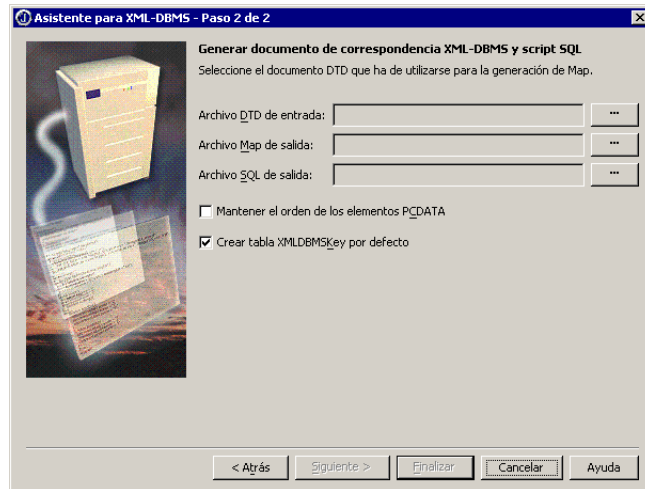 Asistente para XML-DBMS - Paso 2 de 2
Generar documento de correspondencia XML-DBMS y script SQL
Seleccione el documento DTD que ha de utilizarse para la generación de Map.
Archivo DTD de entrada:
...
Archivo Map de salida:
...
Archivo SQL de salida:
...
Mantener el orden de los elementos PCDATA
Crear tabla XMLDBMSKey por defecto
< Atrás
Siguiente >
Finalizar
Cancelar
Ayuda